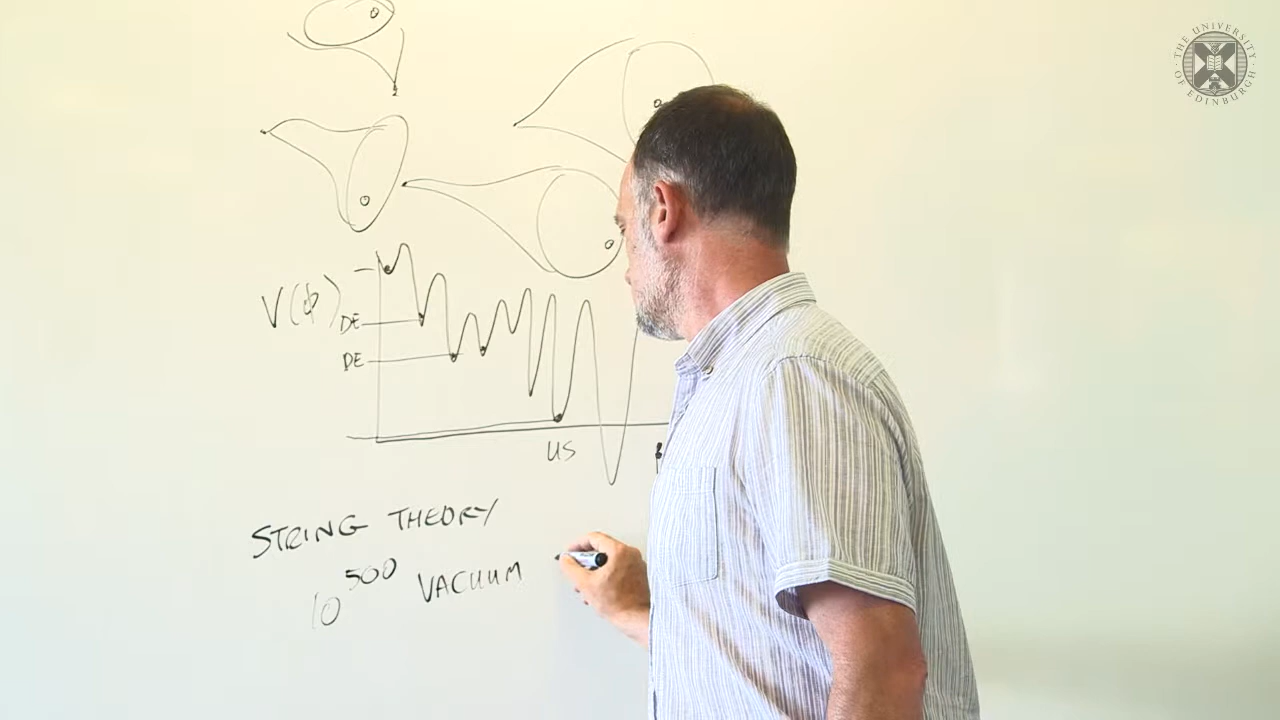 THE UNIVERSITY OF EDINBURGH
V(ϕ)
DE
DE
US
STRING THEORY
10^500 VACUUM